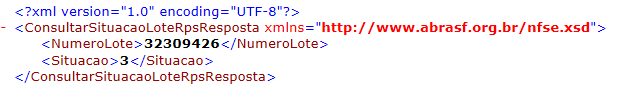 <?xml version="1.0" encoding="UTF-8"?>
- <ConsultarSituacaoLoteRpsResposta xmlns="http://www.abrasf.org.br/nfse.xsd">
<NumeroLote>32309426</NumeroLote>
<Situacao>3</Situacao>
</ConsultarSituacaoLoteRpsResposta>